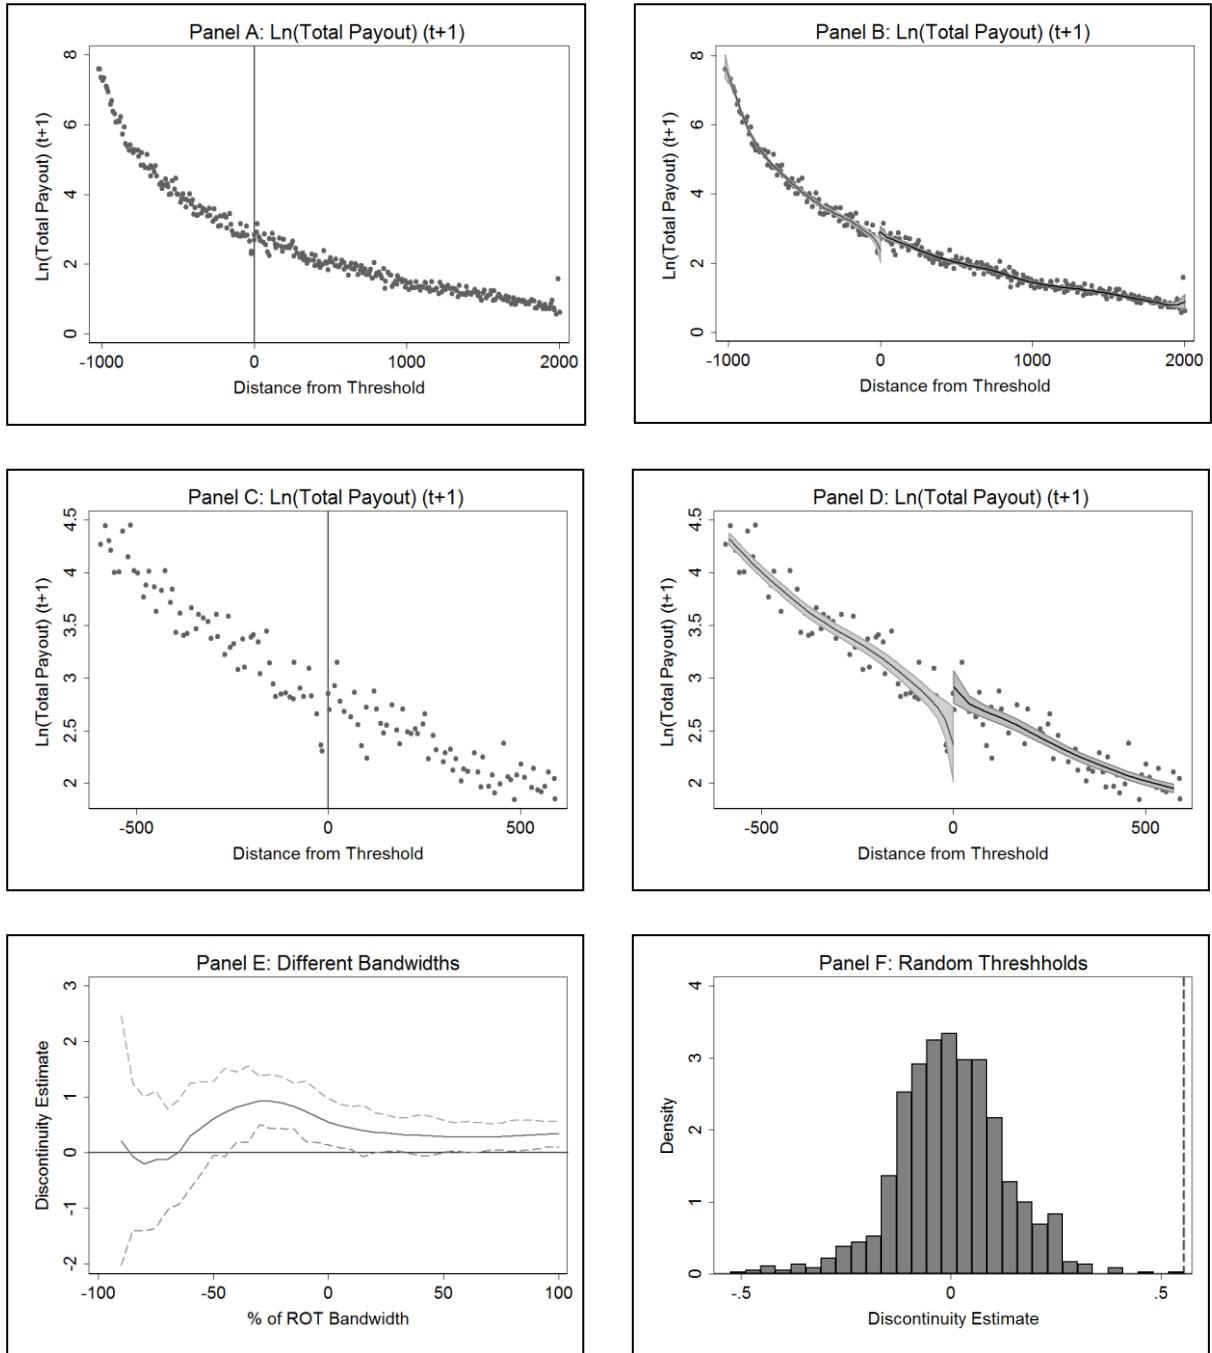 Panel A: Ln(Total Payout) (t+1)
Ln(Total Payout) (t+1)
8
6
4
2
0
-1000 0 1000 2000
Distance from Threshold
Panel B: Ln(Total Payout) (t+1)
Ln(Total Payout) (t+1)
8
6
4
2
0
-1000 0 1000 2000
Distance from Threshold
Panel C: Ln(Total Payout) (t+1)
Ln(Total Payout) (t+1)
4.5
4
3.5
3
2.5
2
-500 0 500
Distance from Threshold
Panel D: Ln(Total Payout) (t+1)
Ln(Total Payout) (t+1)
4.5
4
3.5
3
2.5
2
-500 0 500
Distance from Threshold
Panel E: Different Bandwidths
Discontinuity Estimate
3
2
1
0
-1
-2
-100 -50 0 50 100
% of ROT Bandwidth
Panel F: Random Threshholds
Density
4
3
2
1
0
-.5 0 .5
Discontinuity Estimate